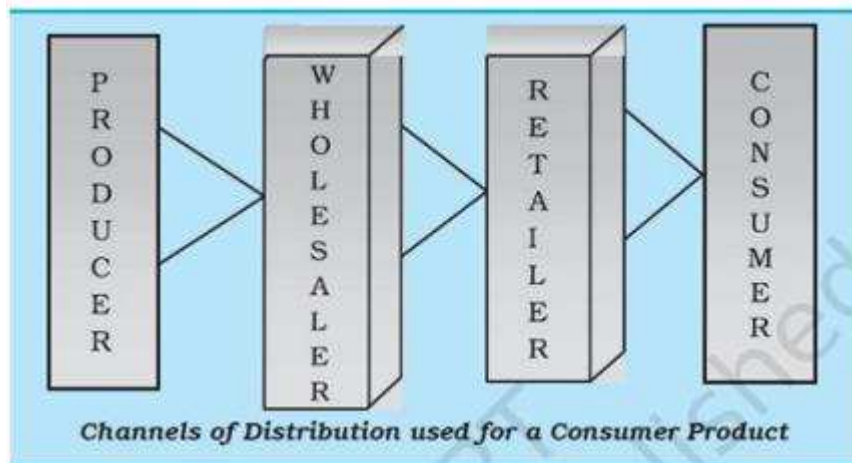 PRODUCER
WHOLESALER
RETAILER
CONSUMER
Channels of Distribution used for a Consumer Product